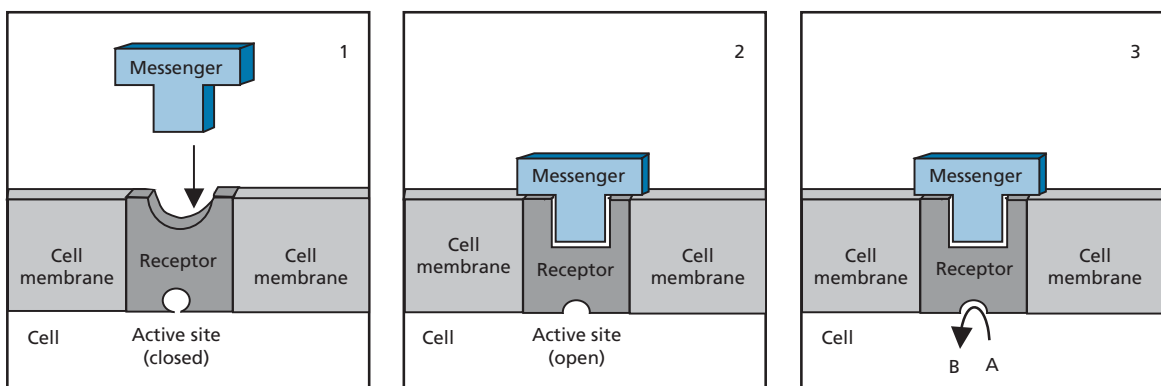 1
Messenger
Cell
membrane
Receptor
Cell
membrane
Cell
Active site
(closed)
2
Messenger
Cell
membrane
Receptor
Cell
membrane
Cell
Active site
(open)
3
Messenger
Cell
membrane
Receptor
Cell
membrane
Cell
B A